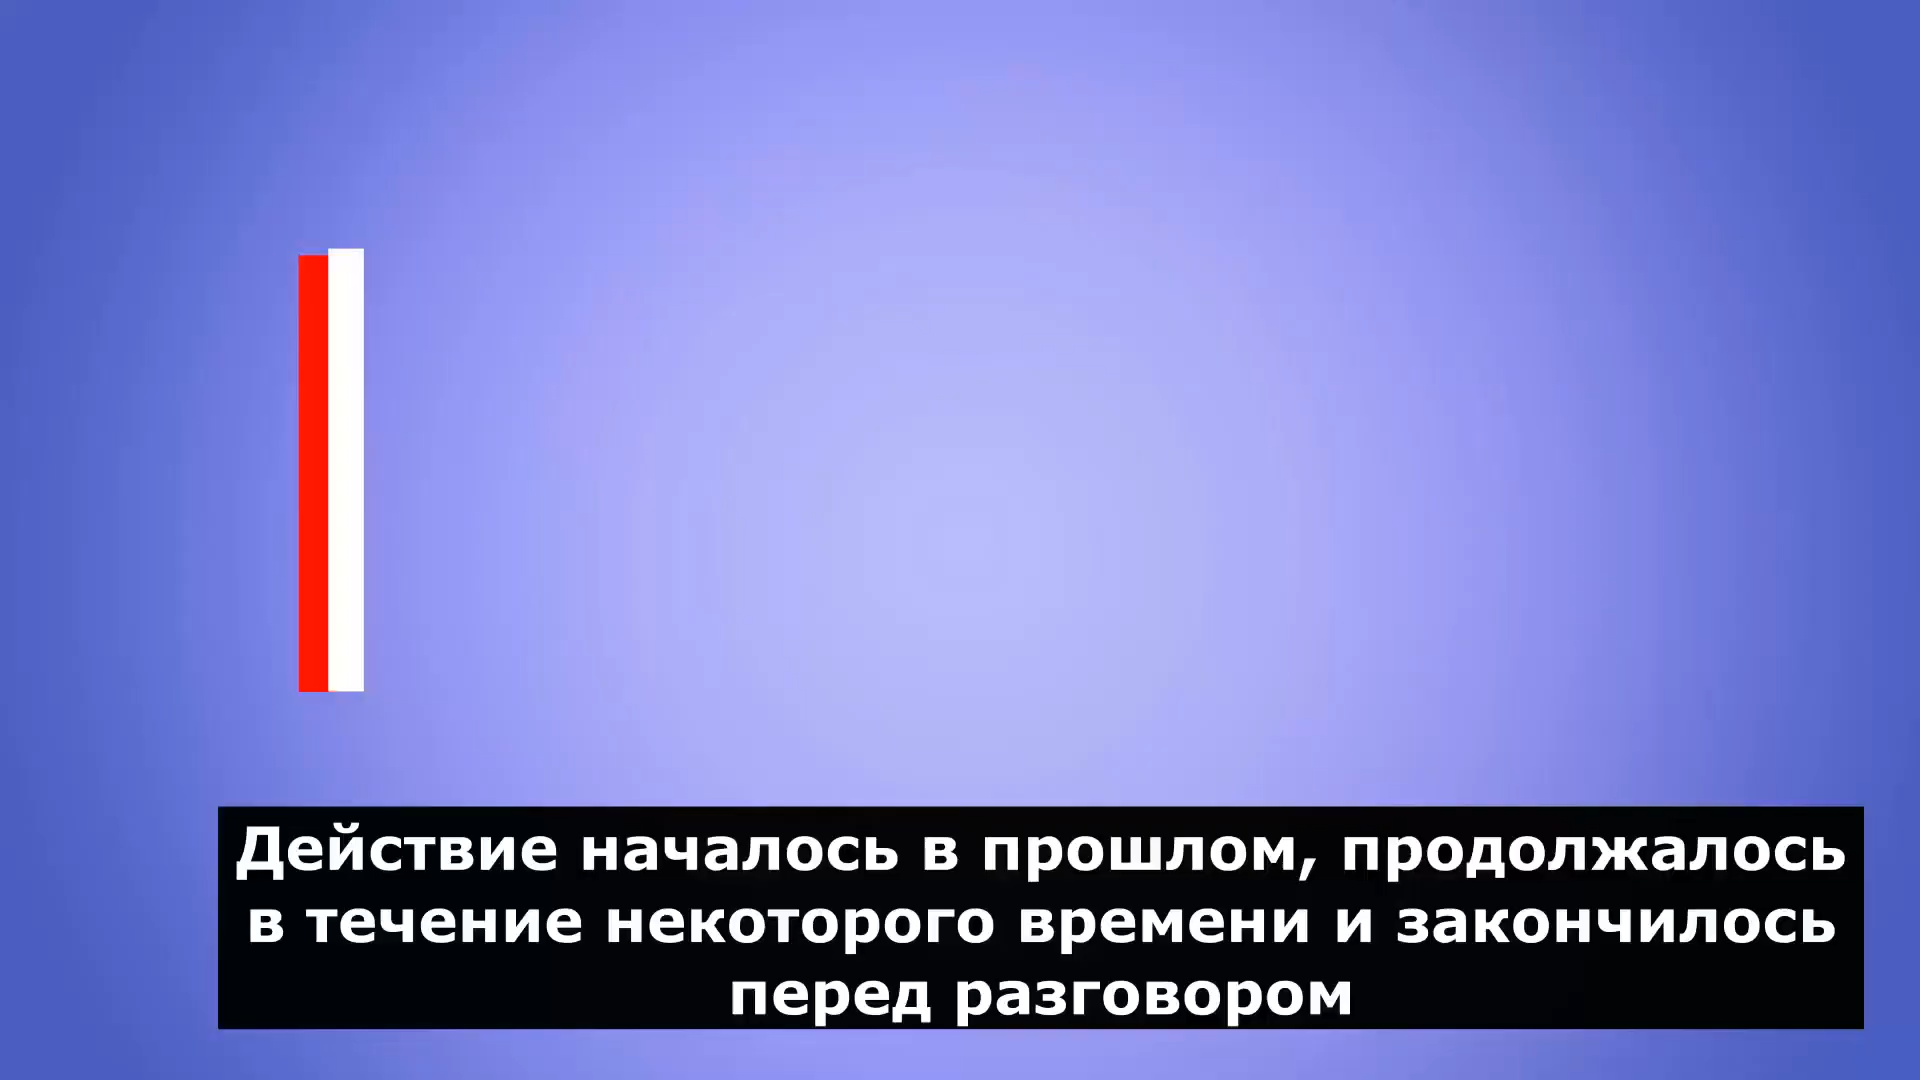 Действие началось в прошлом, продолжалось
в течение некоторого времени и закончилось
перед разговором